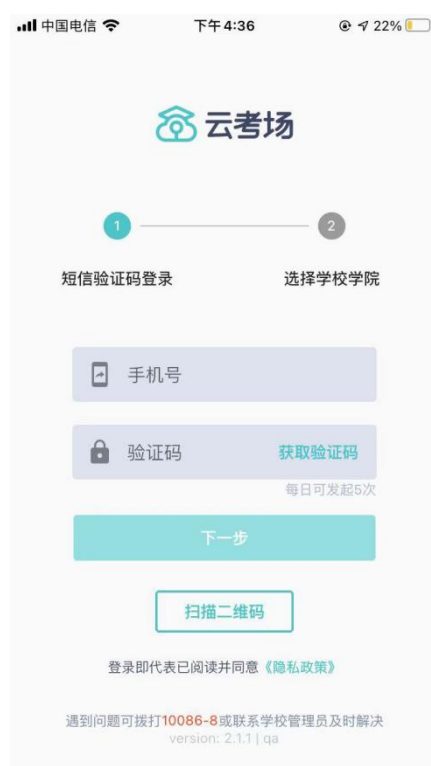 中国电信 下午4:36 22%
云考场
1 2
短信验证码登录 选择学校学院
手机号
验证码 获取验证码
每日可发起5次
下一步
扫描二维码
登录即代表已阅读并同意《隐私政策》
遇到问题可拨打10086-8或联系学校管理员及时解决
version: 2.1.1 | qa